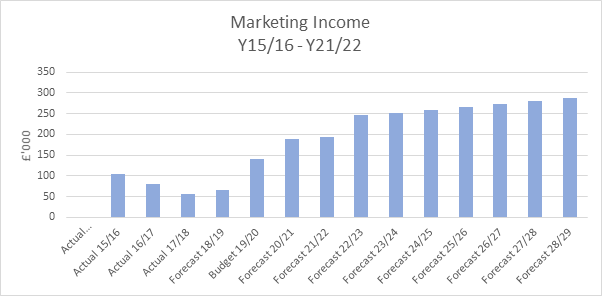 Marketing Income
Y15/16 - Y21/22
350
300
250
200
150
100
50
0
£'000
Actual...
Actual 15/16
Actual 16/17
Actual 17/18
Forecast 18/19
Budget 19/20
Forecast 20/21
Forecast 21/22
Forecast 22/23
Forecast 23/24
Forecast 24/25
Forecast 25/26
Forecast 26/27
Forecast 27/28
Forecast 28/29